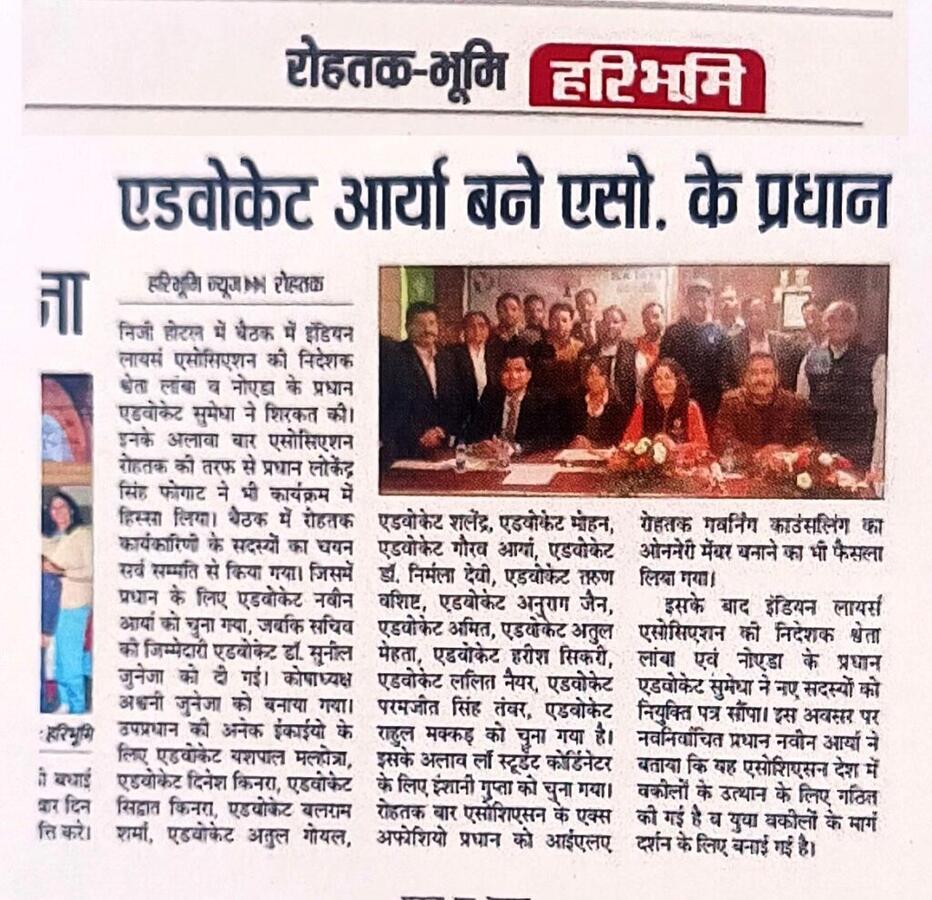 रोहतक-भूमि हरिभूमि
एडवोकेट आर्या बने एसो. के प्रधान
हरिभूमि न्यूज ▸▸ रोहतक
निजी होटल में बैठक में इंडियन
लायर्स एसोसिएशन की निदेशक
श्वेता लांबा व नोएडा के प्रधान
एडवोकेट सुमेधा ने शिरकत की।
इनके अलावा बार एसोसिएशन
रोहतक की तरफ से प्रधान लोकेंद्र
सिंह फोगाट ने भी कार्यक्रम में
हिस्सा लिया। बैठक में रोहतक
कार्यकारिणी के सदस्यों का चयन
सर्व सम्मति से किया गया। जिसमें
प्रधान के लिए एडवोकेट नवीन
आर्या को चुना गया, जबकि सचिव
की जिम्मेदारी एडवोकेट डॉ. सुनील
जुनेजा को दी गई। कोषाध्यक्ष
अश्वनी जुनेजा को बनाया गया।
उपप्रधान की अनेक ईकाईयो के
लिए एडवोकेट यशपाल मल्होत्रा,
एडवोकेट दिनेश किनरा, एडवोकेट
सिद्वात किनरा, एडवोकेट बलराम
शर्मा, एडवोकेट अतुल गोयल,
एडवोकेट शलेंद्र, एडवोकेट मोहन,
एडवोकेट गौरव आर्या, एडवोकेट
डॉ. निर्मला देवी, एडवोकेट तरुण
वशिष्ट, एडवोकेट अनुराग जैन,
एडवोकेट अमित, एडवोकेट अतुल
मेहता, एडवोकेट हरीश सिकरी,
एडवोकेट ललित नैयर, एडवोकेट
परमजीत सिंह तंवर, एडवोकेट
राहुल मक्कड़ को चुना गया है।
इसके अलाव लॉ स्टूडेंट कोर्डिनेटर
के लिए ईशानी गुप्ता को चुना गया।
रोहतक बार एसोशिएसन के एक्स
अफेशियो प्रधान को आईएलए
रोहतक गवर्निंग काउंसलिंग का
ओननेरी मेंबर बनाने का भी फैसला
लिया गया।
इसके बाद इंडियन लायर्स
एसोसिएशन की निदेशक श्वेता
लांबा एवं नोएडा के प्रधान
एडवोकेट सुमेधा ने नए सदस्यों को
नियुक्ति पत्र सौंपा। इस अवसर पर
नवनिर्वाचित प्रधान नवीन आर्या ने
बताया कि यह एसोशिएसन देश में
वकीलों के उत्थान के लिए गठित
की गई है व युवा वकीलों के मार्ग
दर्शन के लिए बनाई गई है।
: हरिभूमि
बधाई
दिन
करे।